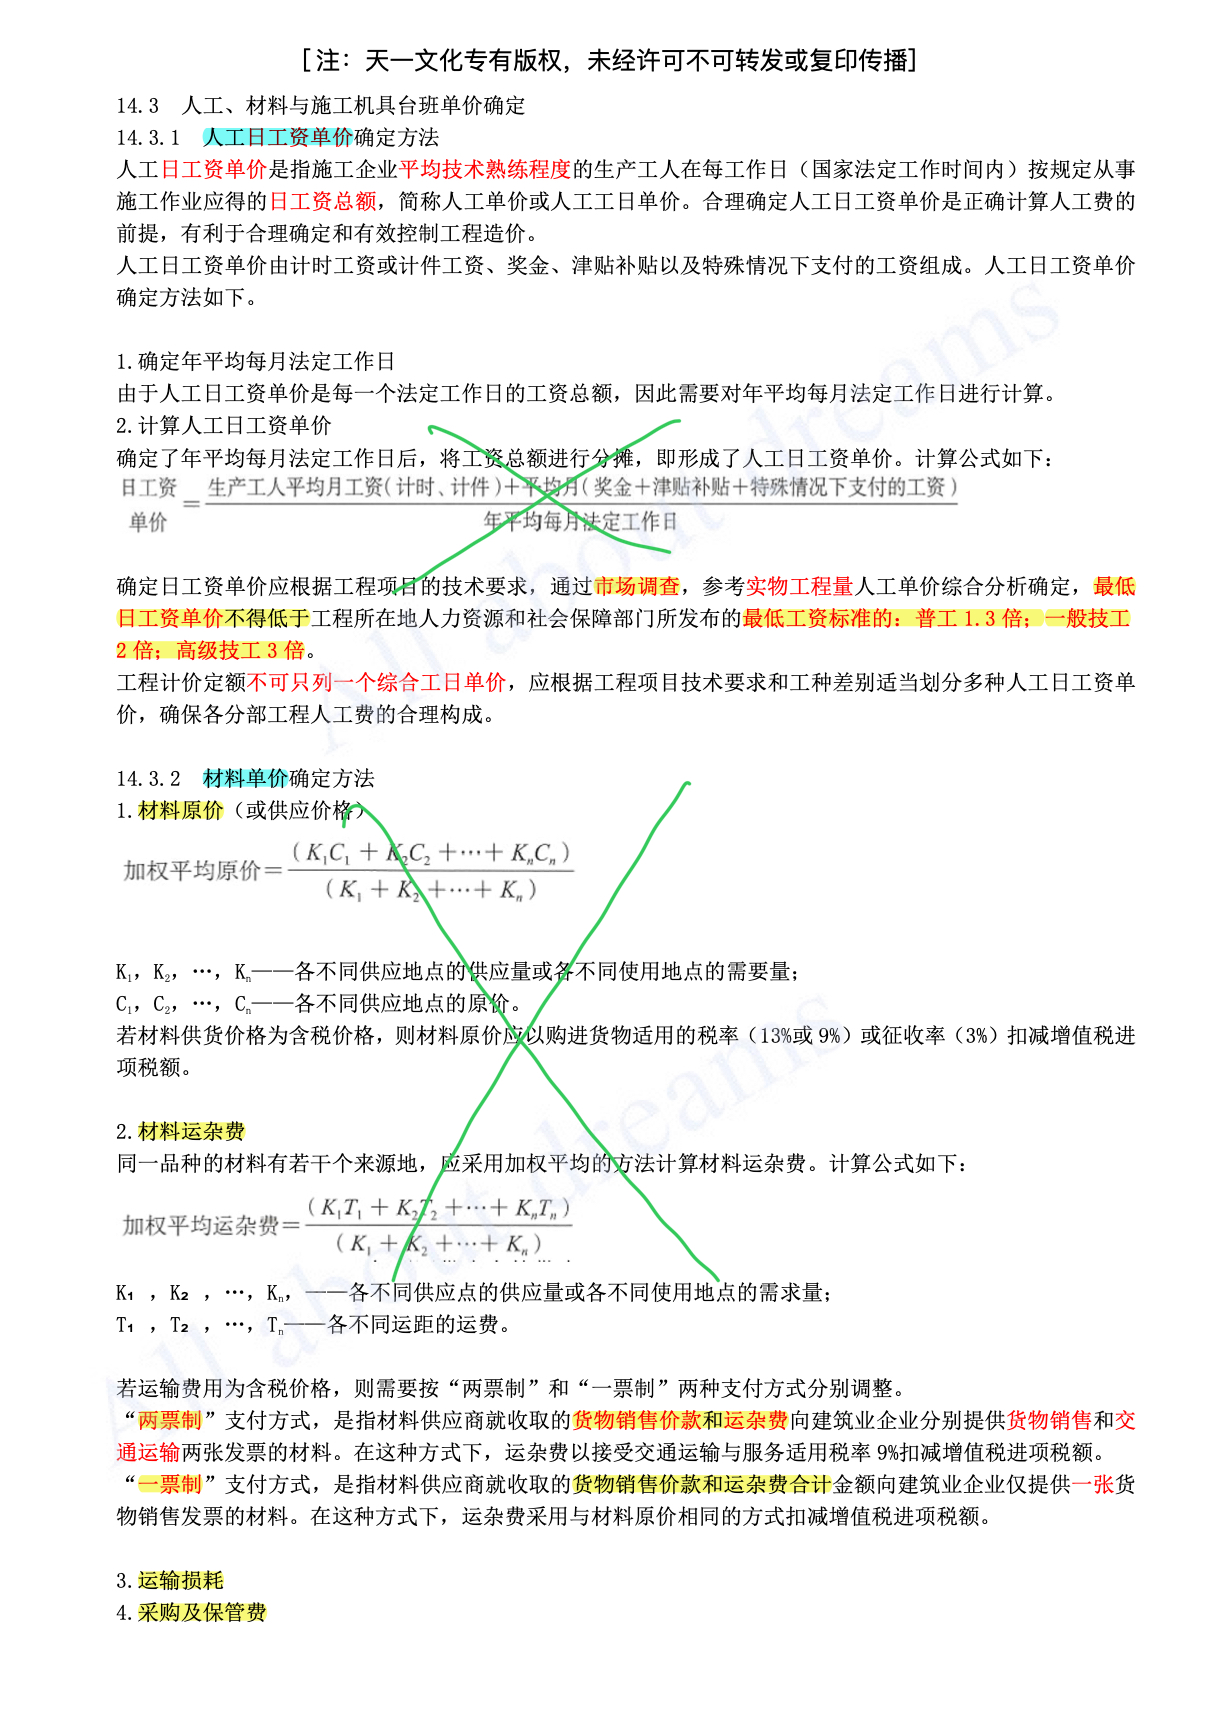 [注：天一文化专有版权，未经许可不可转发或复印传播]
14.3 人工、材料与施工机具台班单价确定
14.3.1 人工日工资单价确定方法
人工日工资单价是指施工企业平均技术熟练程度的生产工人在每工作日（国家法定工作时间内）按规定从事
施工作业应得的日工资总额，简称人工单价或人工工日单价。合理确定人工日工资单价是正确计算人工费的
前提，有利于合理确定和有效控制工程造价。
人工日工资单价由计时工资或计件工资、奖金、津贴补贴以及特殊情况下支付的工资组成。人工日工资单价
确定方法如下。
1.确定年平均每月法定工作日
由于人工日工资单价是每一个法定工作日的工资总额，因此需要对年平均每月法定工作日进行计算。
2.计算人工日工资单价
确定了年平均每月法定工作日后，将工资总额进行分摊，即形成了人工日工资单价。计算公式如下：
日工资单价=生产工人平均月工资(计时、计件)+平均月(奖金+津贴补贴+特殊情况下支付的工资)
年平均每月法定工作日
确定日工资单价应根据工程项目的技术要求，通过市场调查，参考实物工程量人工单价综合分析确定，最低
日工资单价不得低于工程所在地人力资源和社会保障部门所发布的最低工资标准的：普工 1.3 倍；一般技工
2 倍；高级技工 3 倍。
工程计价定额不可只列一个综合工日单价，应根据工程项目技术要求和工种差别适当划分多种人工日工资单
价，确保各分部工程人工费的合理构成。
14.3.2 材料单价确定方法
1.材料原价（或供应价格）
加权平均原价=(K₁C₁+K₂C₂+⋯+KₙCₙ)
(K₁+K₂+⋯+Kₙ)
K₁，K₂，…，Kₙ——各不同供应地点的供应量或各不同使用地点的需要量；
C₁，C₂，…，Cₙ——各不同供应地点的原价。
若材料供货价格为含税价格，则材料原价应以购进货物适用的税率（13%或 9%）或征收率（3%）扣减增值税进
项税额。
2.材料运杂费
同一品种的材料有若干个来源地，应采用加权平均的方法计算材料运杂费。计算公式如下：
加权平均运杂费=(K₁T₁+K₂T₂+⋯+KₙTₙ)
(K₁+K₂+⋯+Kₙ)
K₁ ，K₂ ，…，Kₙ，——各不同供应点的供应量或各不同使用地点的需求量；
T₁ ，T₂ ，…，Tₙ——各不同运距的运费。
若运输费用为含税价格，则需要按“两票制”和“一票制”两种支付方式分别调整。
“两票制”支付方式，是指材料供应商就收取的货物销售价款和运杂费向建筑业企业分别提供货物销售和交
通运输两张发票的材料。在这种方式下，运杂费以接受交通运输与服务适用税率 9%扣减增值税进项税额。
“一票制”支付方式，是指材料供应商就收取的货物销售价款和运杂费合计金额向建筑业企业仅提供一张货
物销售发票的材料。在这种方式下，运杂费采用与材料原价相同的方式扣减增值税进项税额。
3.运输损耗
4.采购及保管费
All about dreams
All about dreams